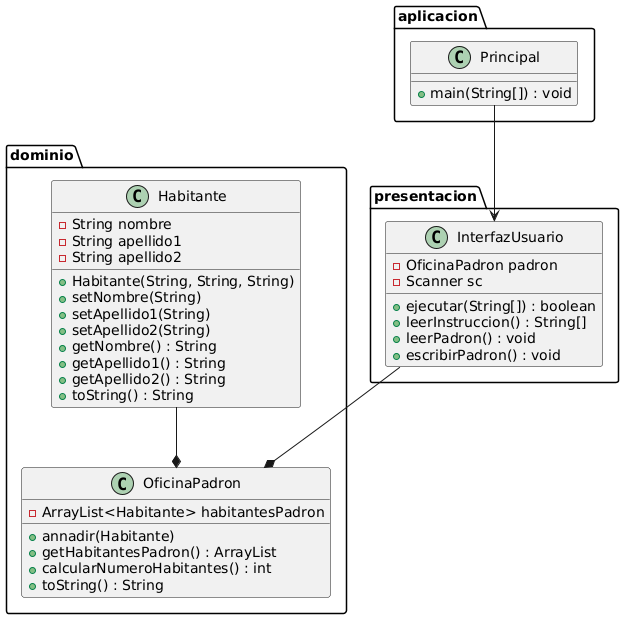 aplicacion
C Principal
main(String[]) : void
dominio
C Habitante
String nombre
String apellido1
String apellido2
Habitante(String, String, String)
setNombre(String)
setApellido1(String)
setApellido2(String)
getNombre() : String
getApellido1() : String
getApellido2() : String
toString() : String
presentacion
C InterfazUsuario
OficinaPadron padron
Scanner sc
ejecutar(String[]) : boolean
leerInstruccion() : String[]
leerPadron() : void
escribirPadron() : void
C OficinaPadron
ArrayList<Habitante> habitantesPadron
annadir(Habitante)
getHabitantesPadron() : ArrayList
calcularNumeroHabitantes() : int
toString() : String